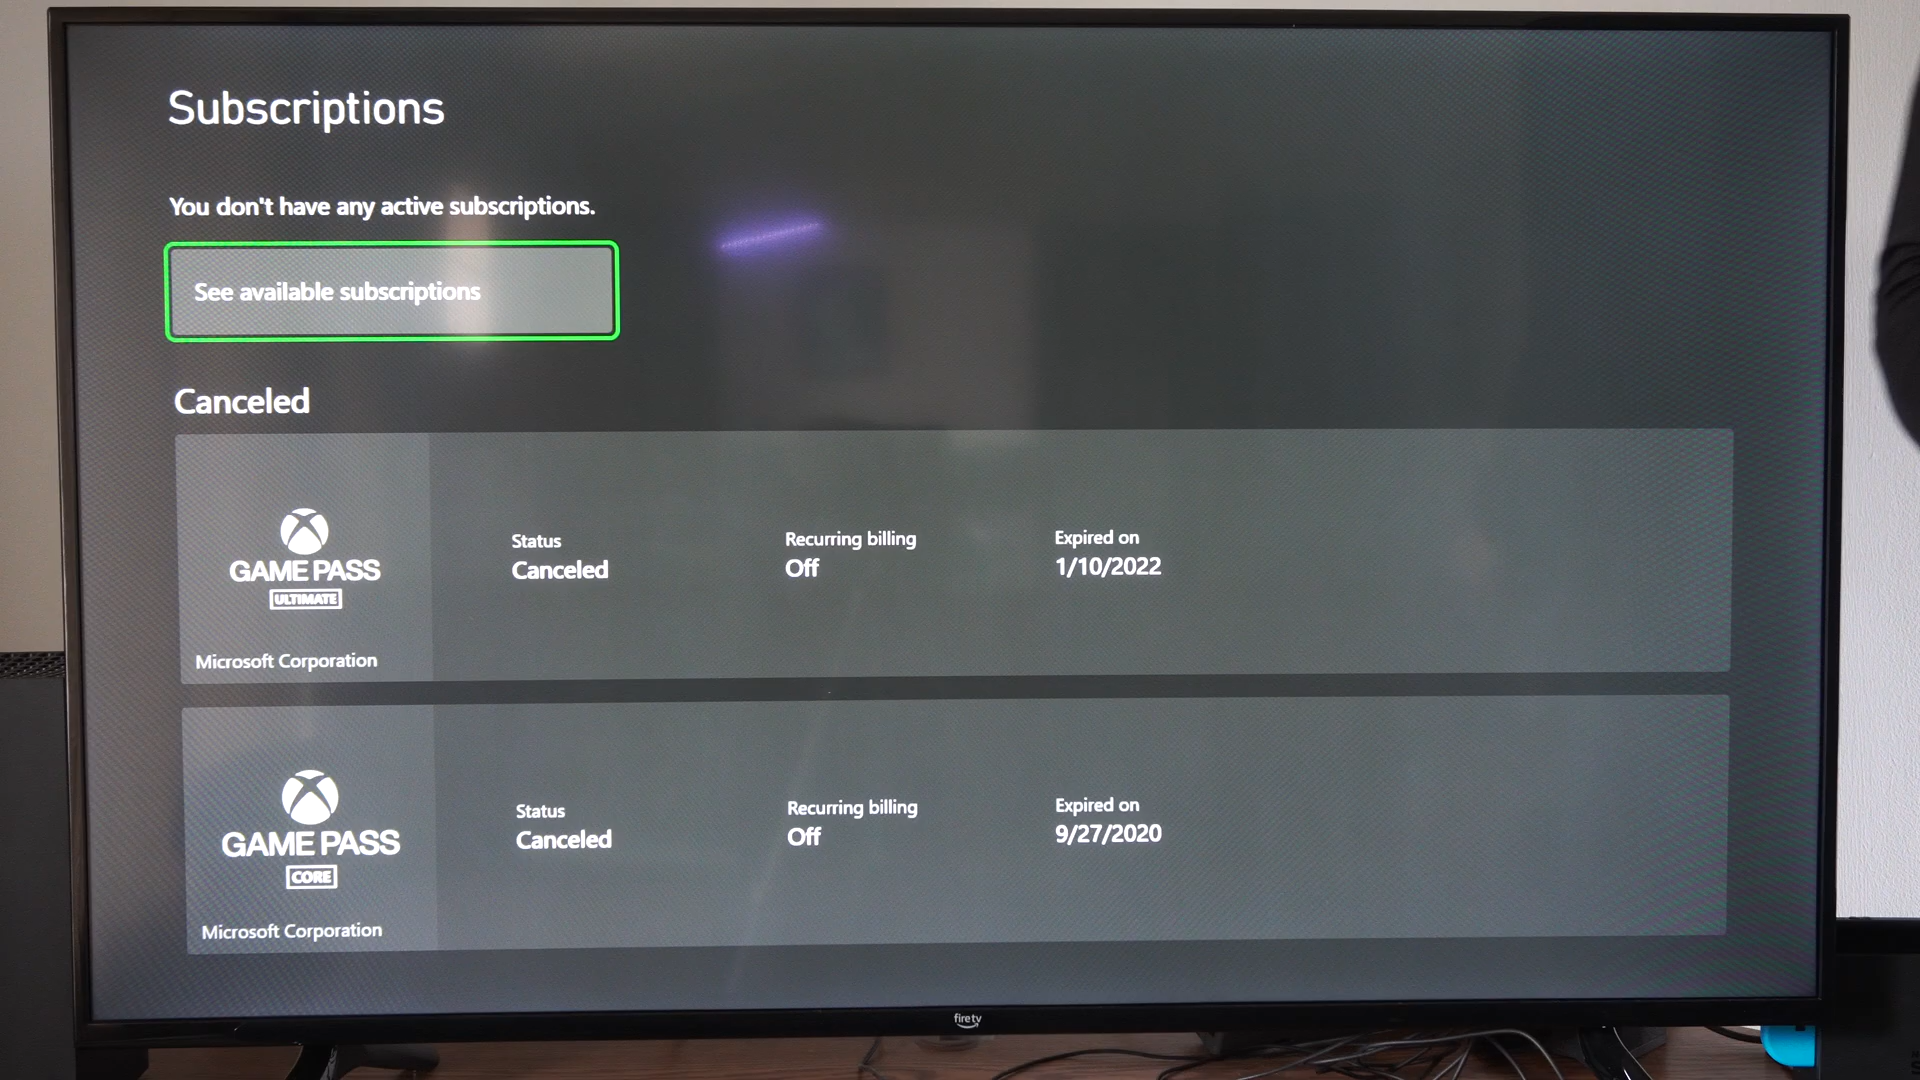 Subscriptions
You don't have any active subscriptions.
See available subscriptions
Canceled
GAME PASS
ULTIMATE
Microsoft Corporation
Status
Canceled
Recurring billing
Off
Expired on
1/10/2022
GAME PASS
CORE
Microsoft Corporation
Status
Canceled
Recurring billing
Off
Expired on
9/27/2020
firetv